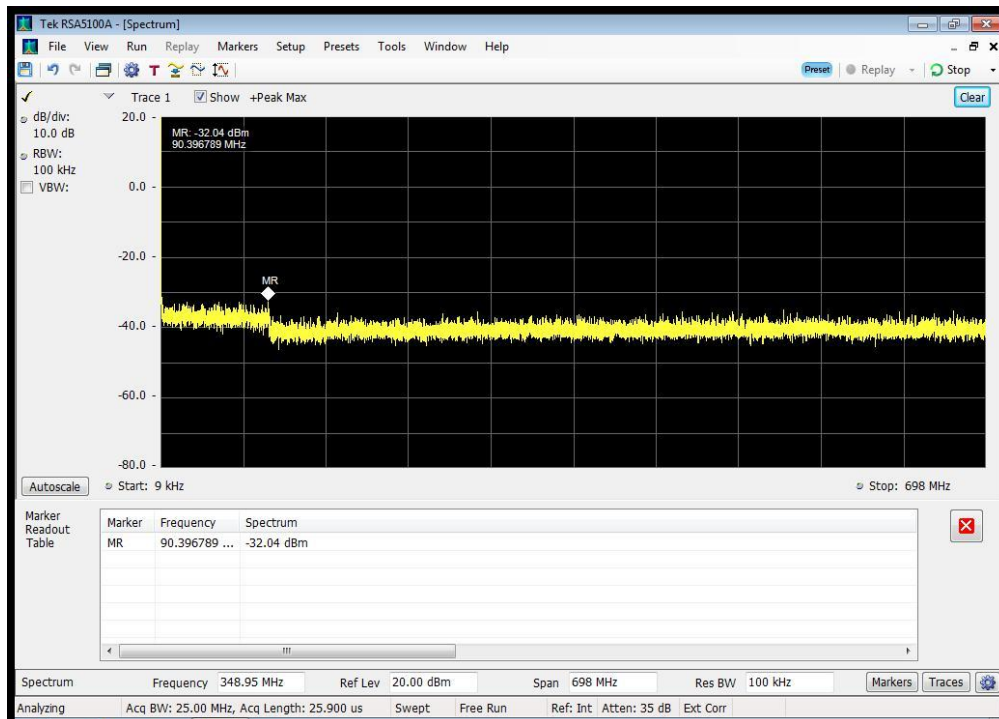 Tek RSA5100A - [Spectrum]
File View Run Replay Markers Setup Presets Tools Window Help
T Preset Replay Stop
Trace 1 Show +Peak Max Clear
dB/div:
10.0 dB
RBW:
100 kHz
VBW:
20.0
0.0
-20.0
-40.0
-60.0
-80.0
MR: -32.04 dBm
90.396789 MHz
MR
Autoscale Start: 9 kHz Stop: 698 MHz
Marker
Readout
Table
Marker Frequency Spectrum
MR 90.396789 ... -32.04 dBm
Spectrum Frequency 348.95 MHz Ref Lev 20.00 dBm Span 698 MHz Res BW 100 kHz Markers Traces
Analyzing Acq BW: 25.00 MHz, Acq Length: 25.900 us Swept Free Run Ref: Int Atten: 35 dB Ext Corr